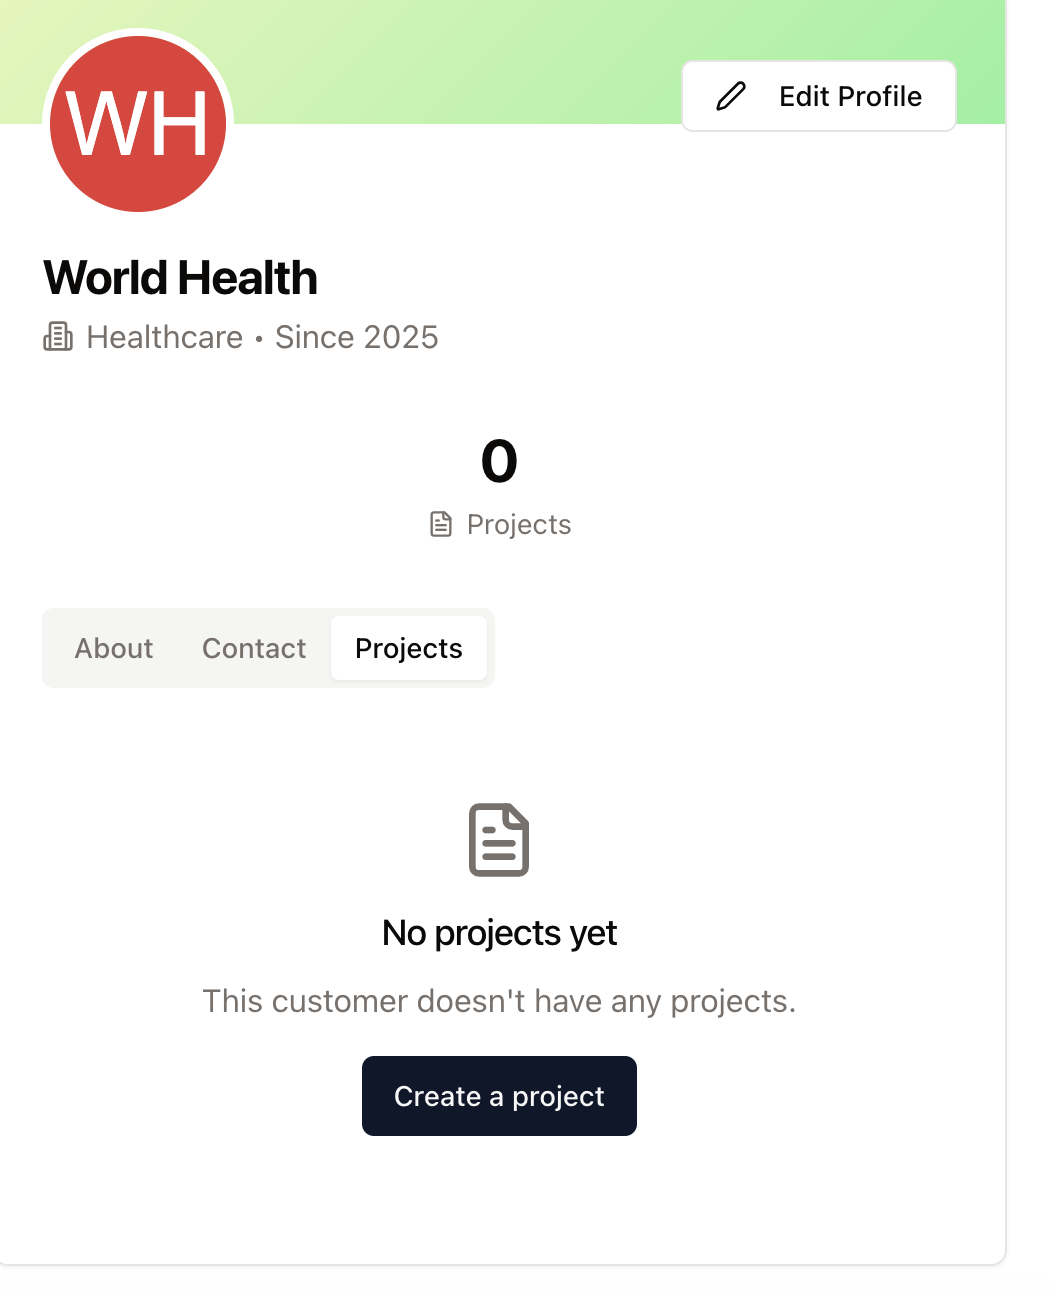 WH
Edit Profile
World Health
Healthcare • Since 2025
0
Projects
About Contact Projects
No projects yet
This customer doesn't have any projects.
Create a project